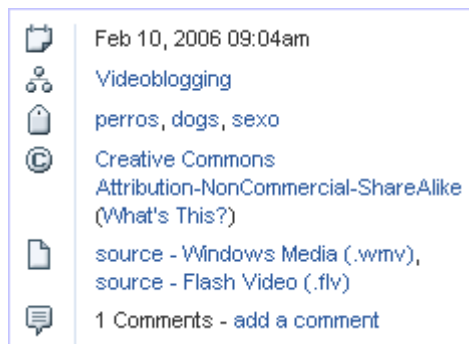 Feb 10, 2006 09:04am
Videoblogging
perros, dogs, sexo
© Creative Commons
Attribution-NonCommercial-ShareAlike
(What's This?)
source - Windows Media (.wmv),
source - Flash Video (.flv)
1 Comments - add a comment